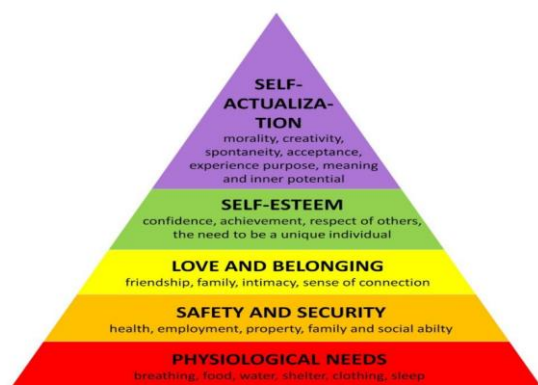 SELF-
ACTUALIZA-
TION
morality, creativity,
spontaneity, acceptance,
experience purpose, meaning
and inner potential
SELF-ESTEEM
confidence, achievement, respect of others,
the need to be a unique individual
LOVE AND BELONGING
friendship, family, intimacy, sense of connection
SAFETY AND SECURITY
health, employment, property, family and social abilty
PHYSIOLOGICAL NEEDS
breathing, food, water, shelter, clothing, sleep